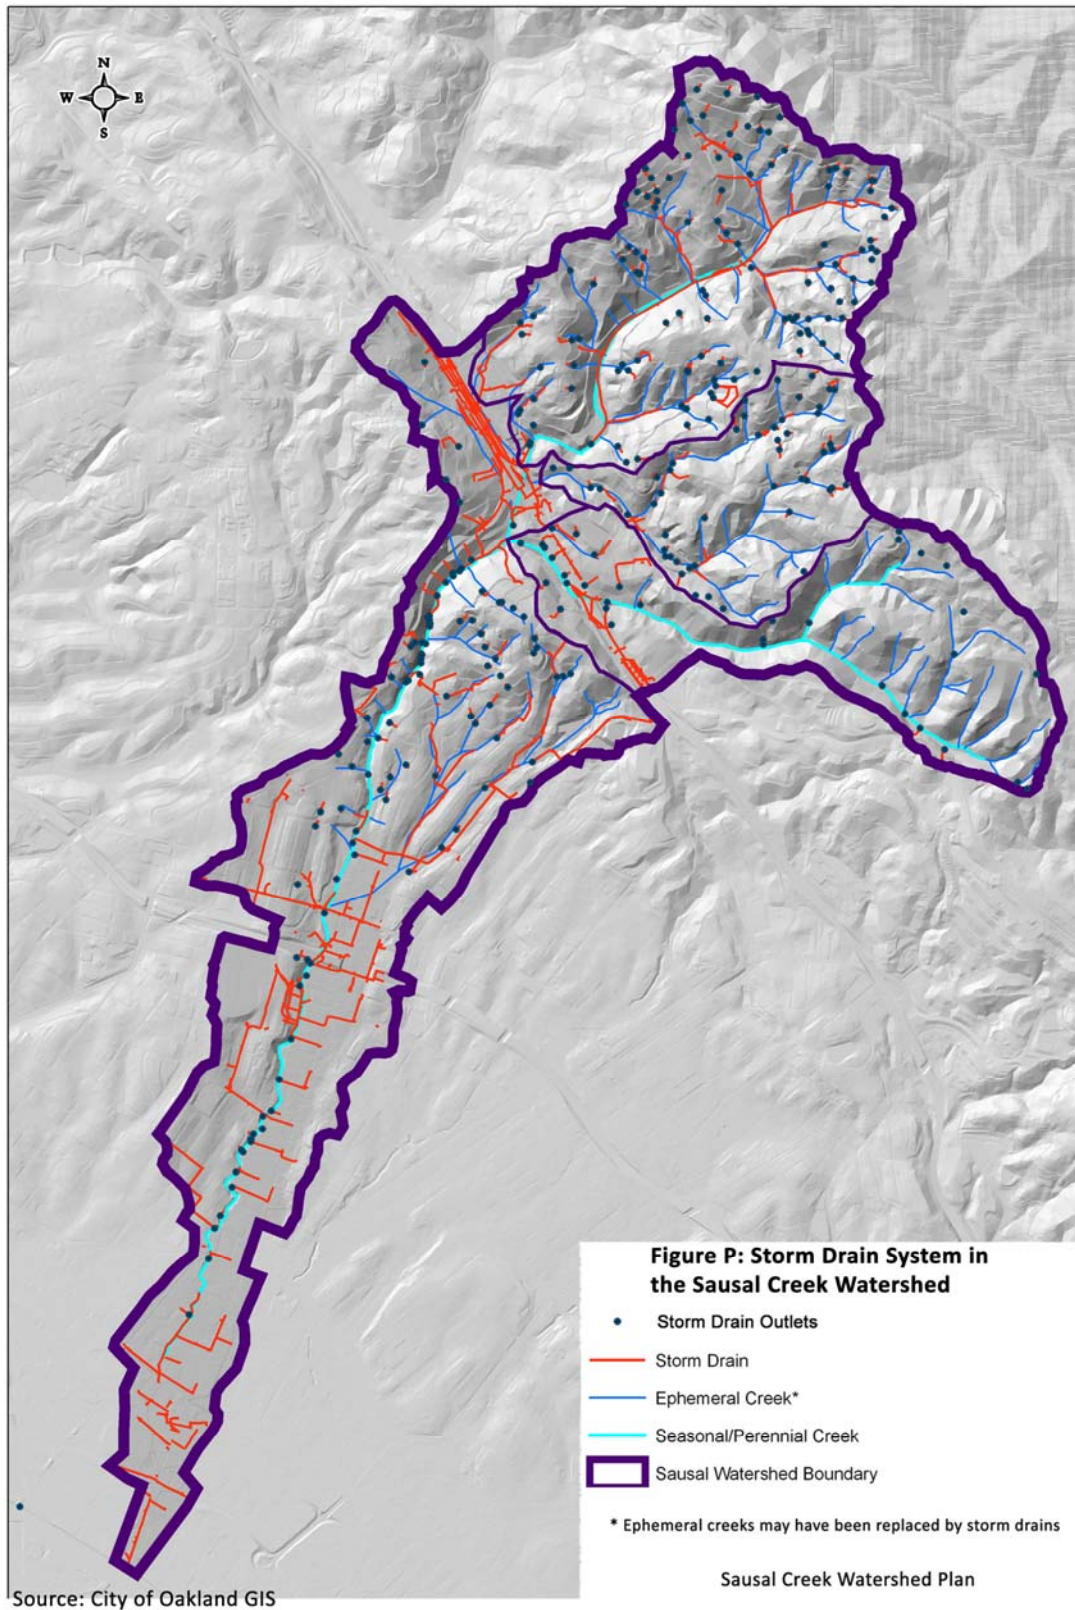 N
W E
S
Figure P: Storm Drain System in
the Sausal Creek Watershed
Storm Drain Outlets
Storm Drain
Ephemeral Creek*
Seasonal/Perennial Creek
Sausal Watershed Boundary
* Ephemeral creeks may have been replaced by storm drains
Sausal Creek Watershed Plan
Source: City of Oakland GIS